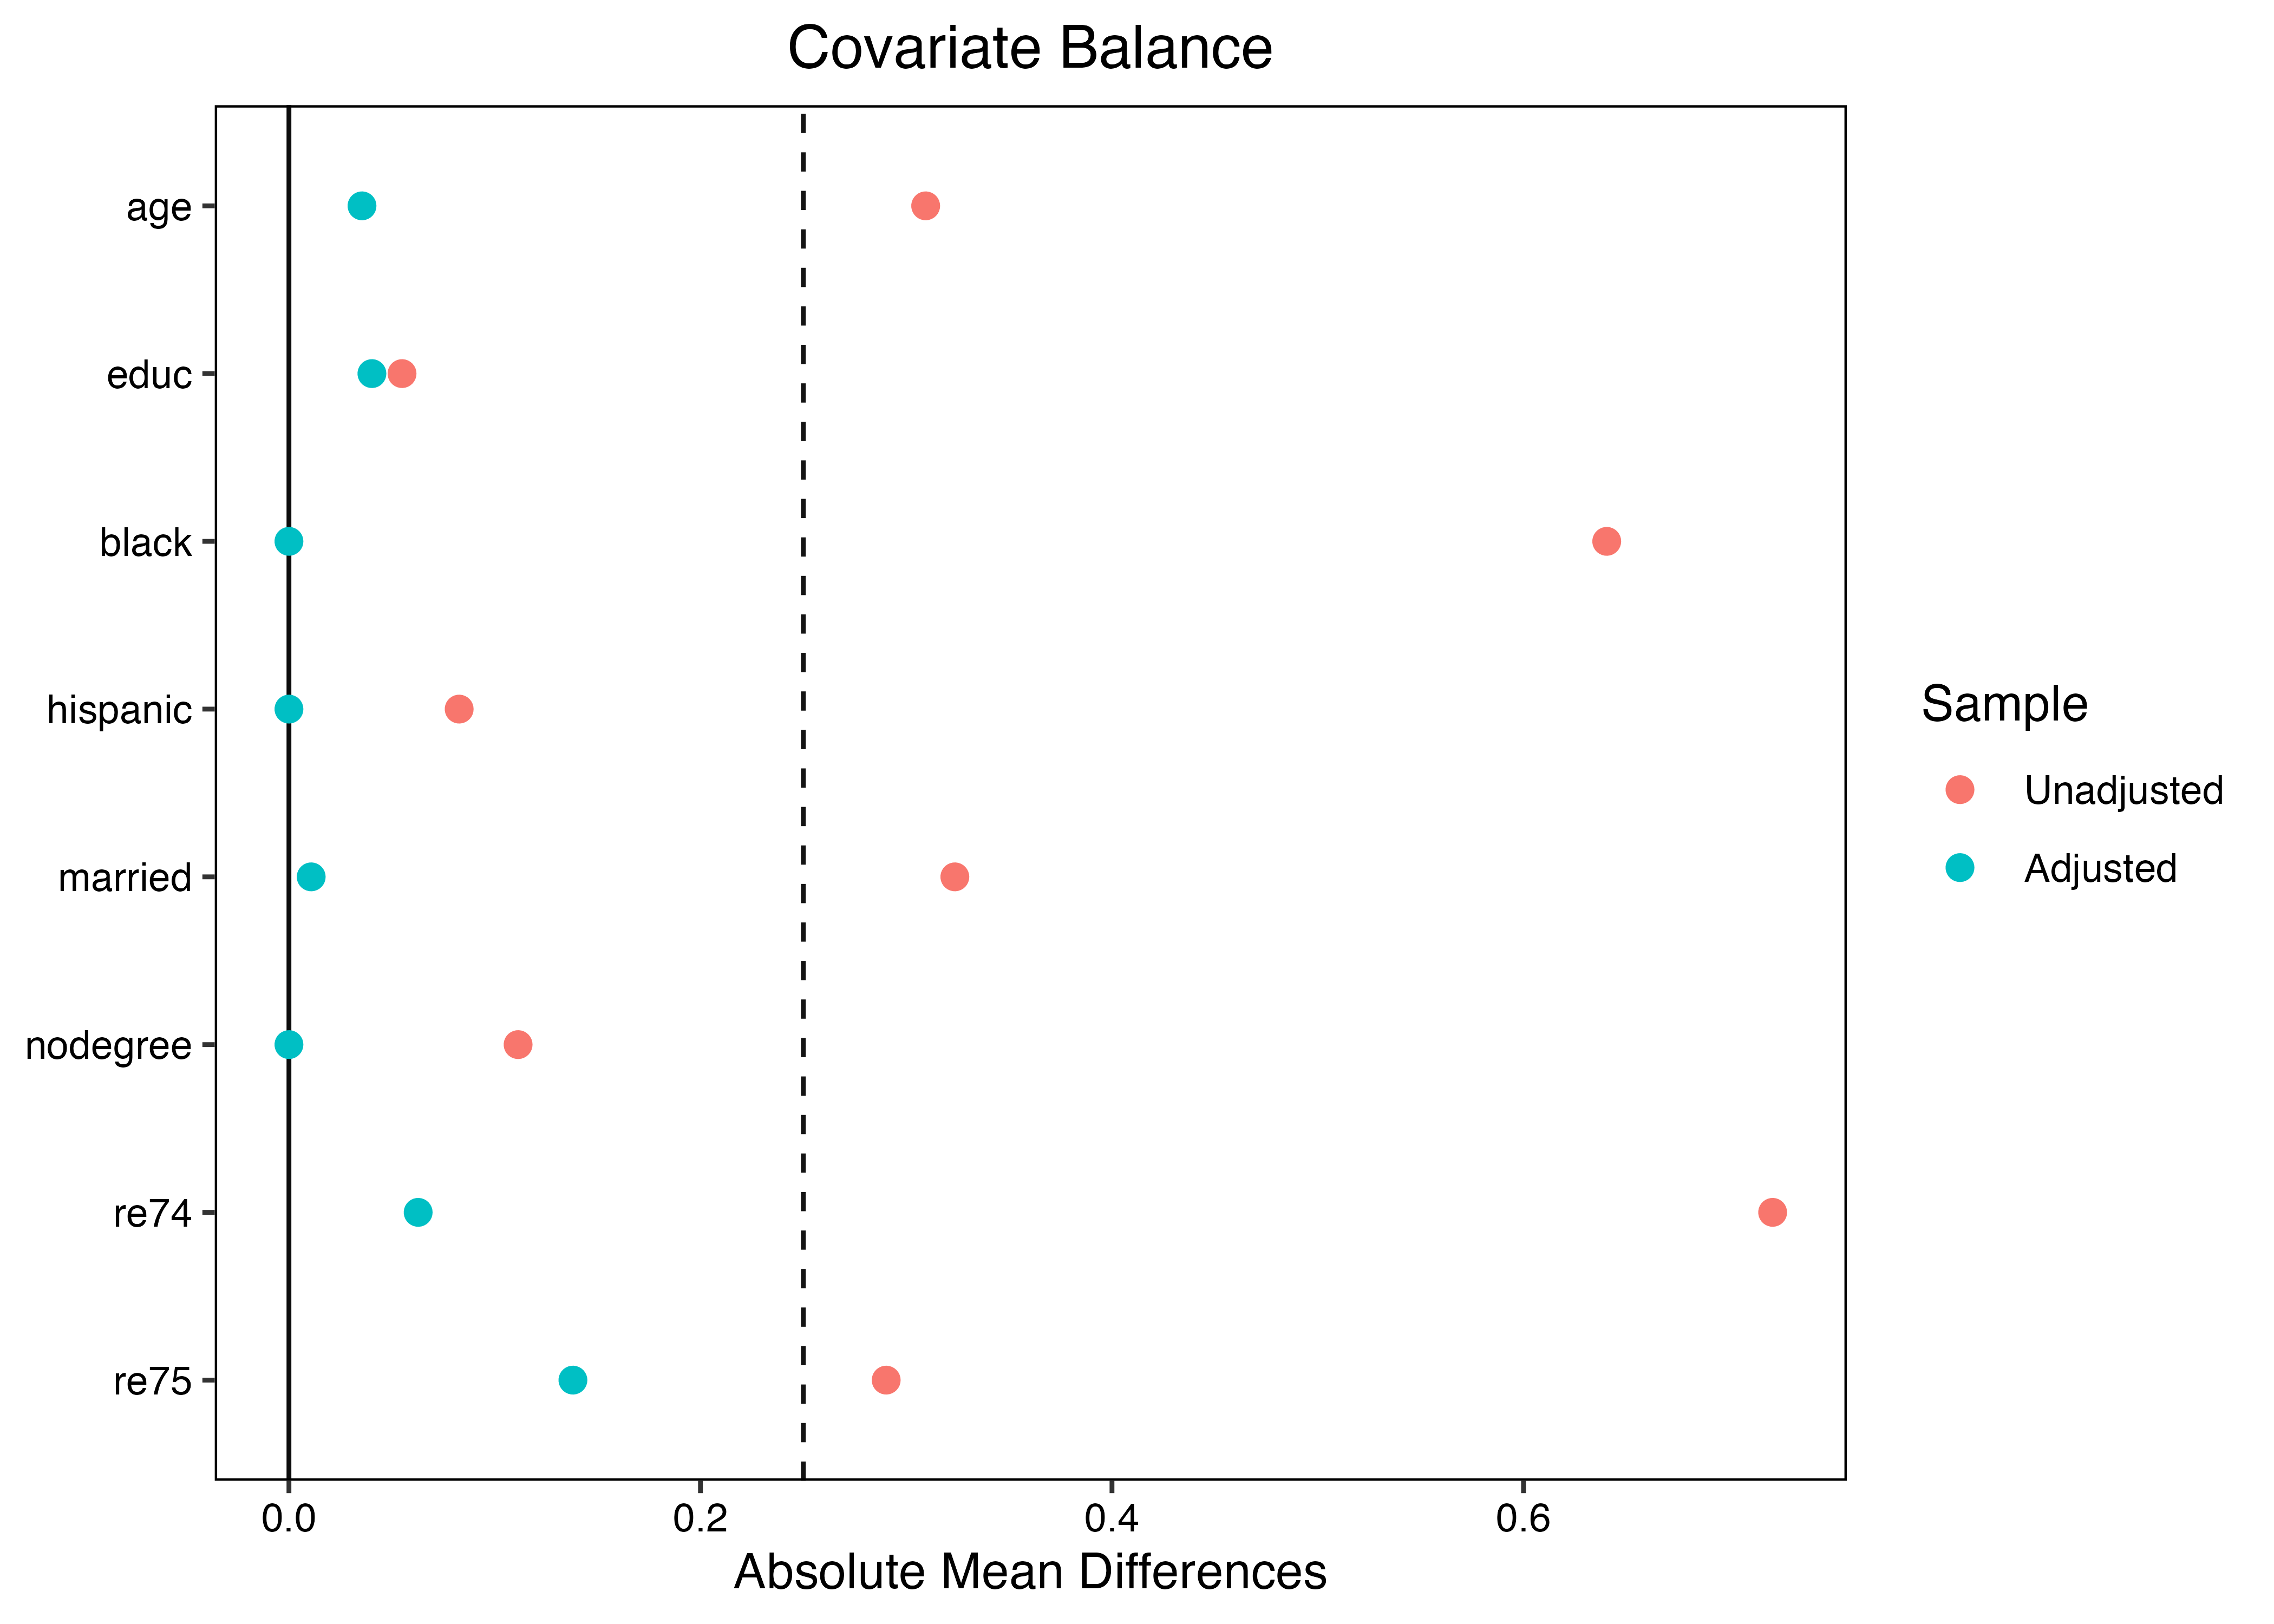 Covariate Balance
age
educ
black
hispanic
married
nodegree
re74
re75
0.0 0.2 0.4 0.6
Absolute Mean Differences
Sample
Unadjusted
Adjusted